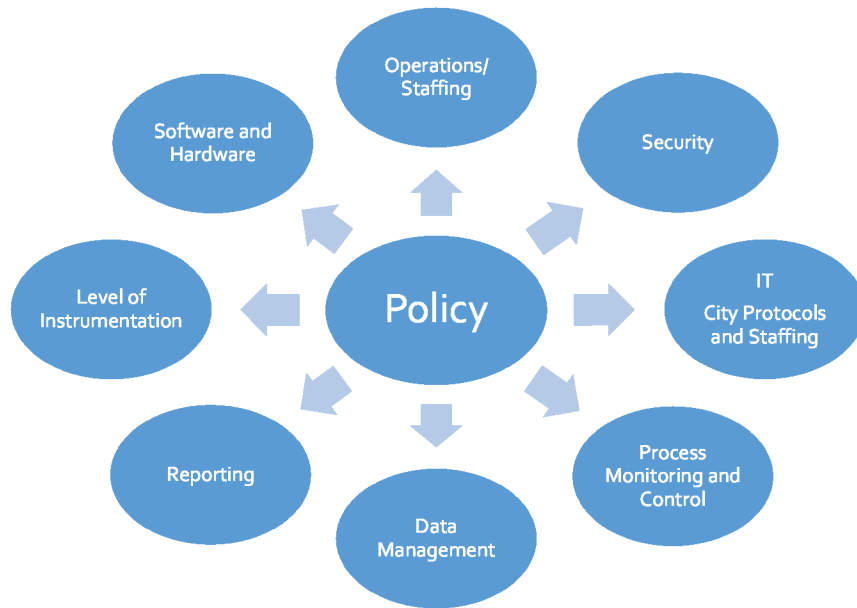 Operations/
Staffing
Software and
Hardware
Security
Level of
Instrumentation
Policy
IT
City Protocols
and Staffing
Reporting
Process
Monitoring and
Control
Data
Management